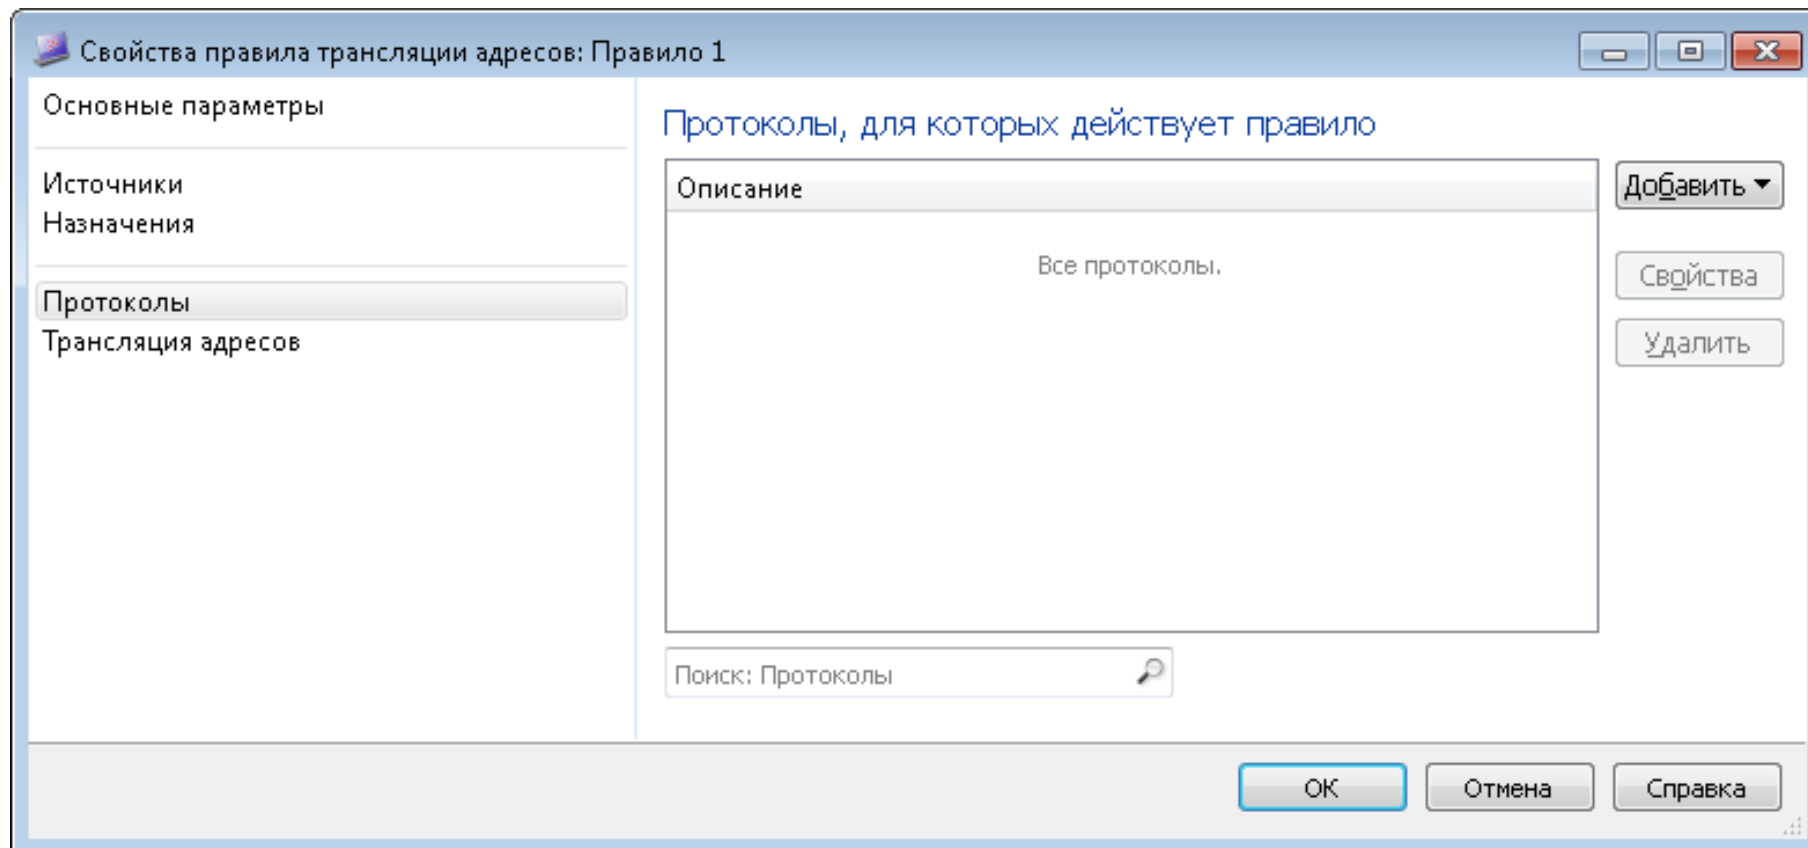 Свойства правила трансляции адресов: Правило 1
Основные параметры
Источники
Назначения
Протоколы
Трансляция адресов
Протоколы, для которых действует правило
Описание
Все протоколы.
Добавить
Свойства
Удалить
Поиск: Протоколы
ОК
Отмена
Справка